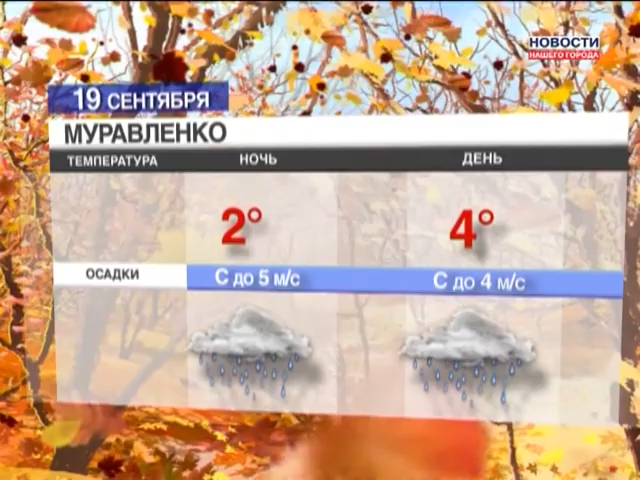 НОВОСТИ
НАШЕГО ГОРОДА
19 СЕНТЯБРЯ
МУРАВЛЕНКО
ТЕМПЕРАТУРА НОЧЬ ДЕНЬ
2° 4°
ОСАДКИ С ДО 5 М/С С ДО 4 М/С